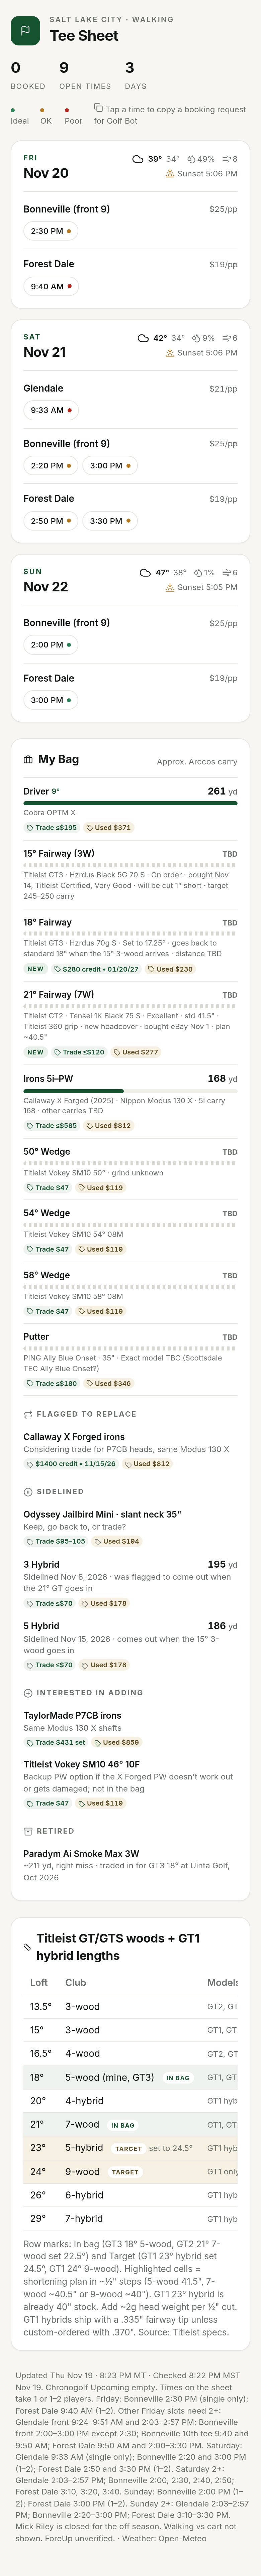 SALT LAKE CITY · WALKING
Tee Sheet
0 9 3
BOOKED OPEN TIMES DAYS
Ideal OK Poor Tap a time to copy a booking request for Golf Bot
FRI
Nov 20
39° 34° 49% 8
Sunset 5:06 PM
Bonneville (front 9) $25/pp
2:30 PM
Forest Dale $19/pp
9:40 AM
SAT
Nov 21
42° 34° 9% 6
Sunset 5:06 PM
Glendale $21/pp
9:33 AM
Bonneville (front 9) $25/pp
2:20 PM 3:00 PM
Forest Dale $19/pp
2:50 PM 3:30 PM
SUN
Nov 22
47° 38° 1% 6
Sunset 5:05 PM
Bonneville (front 9) $25/pp
2:00 PM
Forest Dale $19/pp
3:00 PM
My Bag Approx. Arccos carry
Driver 9° 261 yd
Cobra OPTM X
Trade ≤$195 Used $371
15° Fairway (3W) TBD
Titleist GT3 · Hzrdus Black 5G 70 S · On order · bought Nov
14, Titleist Certified, Very Good · will be cut 1" short · target
245–250 carry
18° Fairway TBD
Titleist GT3 · Hzrdus 70g S · Set to 17.25° · goes back to
standard 18° when the 15° 3-wood arrives · distance TBD
NEW $280 credit • 01/20/27 Used $230
21° Fairway (7W) TBD
Titleist GT2 · Tensei 1K Black 75 S · Excellent · std 41.5" ·
Titleist 360 grip · new headcover · bought eBay Nov 1 · plan
~40.5"
NEW Trade ≤$120 Used $277
Irons 5i–PW 168 yd
Callaway X Forged (2025) · Nippon Modus 130 X · 5i carry
168 · other carries TBD
Trade ≤$585 Used $812
50° Wedge TBD
Titleist Vokey SM10 50° · grind unknown
Trade $47 Used $119
54° Wedge TBD
Titleist Vokey SM10 54° 08M
Trade $47 Used $119
58° Wedge TBD
Titleist Vokey SM10 58° 08M
Trade $47 Used $119
Putter TBD
PING Ally Blue Onset · 35" · Exact model TBC (Scottsdale
TEC Ally Blue Onset?)
Trade ≤$180 Used $346
FLAGGED TO REPLACE
Callaway X Forged irons
Considering trade for P7CB heads, same Modus 130 X
$1400 credit • 11/15/26 Used $812
SIDELINED
Odyssey Jailbird Mini · slant neck 35"
Keep, go back to, or trade?
Trade $95–105 Used $194
3 Hybrid 195 yd
Sidelined Nov 8, 2026 · was flagged to come out when
the 21° GT goes in
Trade ≤$70 Used $178
5 Hybrid 186 yd
Sidelined Nov 15, 2026 · comes out when the 15° 3-
wood goes in
Trade ≤$70 Used $178
INTERESTED IN ADDING
TaylorMade P7CB irons
Same Modus 130 X shafts
Trade $431 set Used $859
Titleist Vokey SM10 46° 10F
Backup PW option if the X Forged PW doesn't work out
or gets damaged; not in the bag
Trade $47 Used $119
RETIRED
Paradym Ai Smoke Max 3W
~211 yd, right miss · traded in for GT3 18° at Uinta Golf,
Oct 2026
Titleist GT/GTS woods + GT1
hybrid lengths
Loft Club Models
13.5° 3-wood GT2, GT
15° 3-wood GT1, GT
16.5° 4-wood GT2, GT
18° 5-wood (mine, GT3) IN BAG GT1, GT
20° 4-hybrid GT1 hyb
21° 7-wood IN BAG GT1, GT
23° 5-hybrid TARGET set to 24.5° GT1 hyb
24° 9-wood TARGET GT1 only
26° 6-hybrid GT1 hyb
29° 7-hybrid GT1 hyb
Row marks: In bag (GT3 18° 5-wood, GT2 21° 7-
wood set 22.5°) and Target (GT1 23° hybrid set
24.5°, GT1 24° 9-wood). Highlighted cells =
shortening plan in ~½" steps (5-wood 41.5", 7-
wood ~40.5" or 9-wood ~40"). GT1 23° hybrid is
already 40" stock. Add ~2g head weight per ½" cut.
GT1 hybrids ship with a .335" fairway tip unless
custom-ordered with .370". Source: Titleist specs.
Updated Thu Nov 19 · 8:23 PM MT · Checked 8:22 PM MST
Nov 19. Chronogolf Upcoming empty. Times on the sheet
take 1 or 1–2 players. Friday: Bonneville 2:30 PM (single only);
Forest Dale 9:40 AM (1–2). Other Friday slots need 2+:
Glendale front 9:24–9:51 AM and 2:03–2:57 PM; Bonneville
front 2:00–3:00 PM except 2:30; Bonneville 10th tee 9:40 and
9:50 AM; Forest Dale 9:50 AM and 2:00–3:30 PM. Saturday:
Glendale 9:33 AM (single only); Bonneville 2:20 and 3:00 PM
(1–2); Forest Dale 2:50 and 3:30 PM (1–2). Saturday 2+:
Glendale 2:03–2:57 PM; Bonneville 2:00, 2:30, 2:40, 2:50;
Forest Dale 3:10, 3:20, 3:40. Sunday: Bonneville 2:00 PM (1–
2); Forest Dale 3:00 PM (1–2). Sunday 2+: Glendale 2:03–2:57
PM; Bonneville 2:20–3:00 PM; Forest Dale 3:10–3:30 PM.
Mick Riley is closed for the off season. Walking vs cart not
shown. ForeUp unverified. · Weather: Open-Meteo